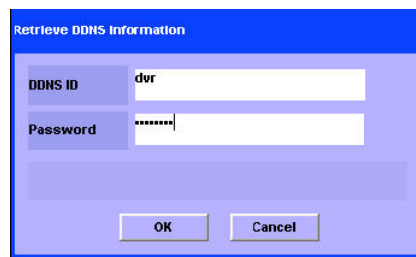 Retrieve DDNS Information
DDNS ID
dvr
Password
••••••••
OK
Cancel